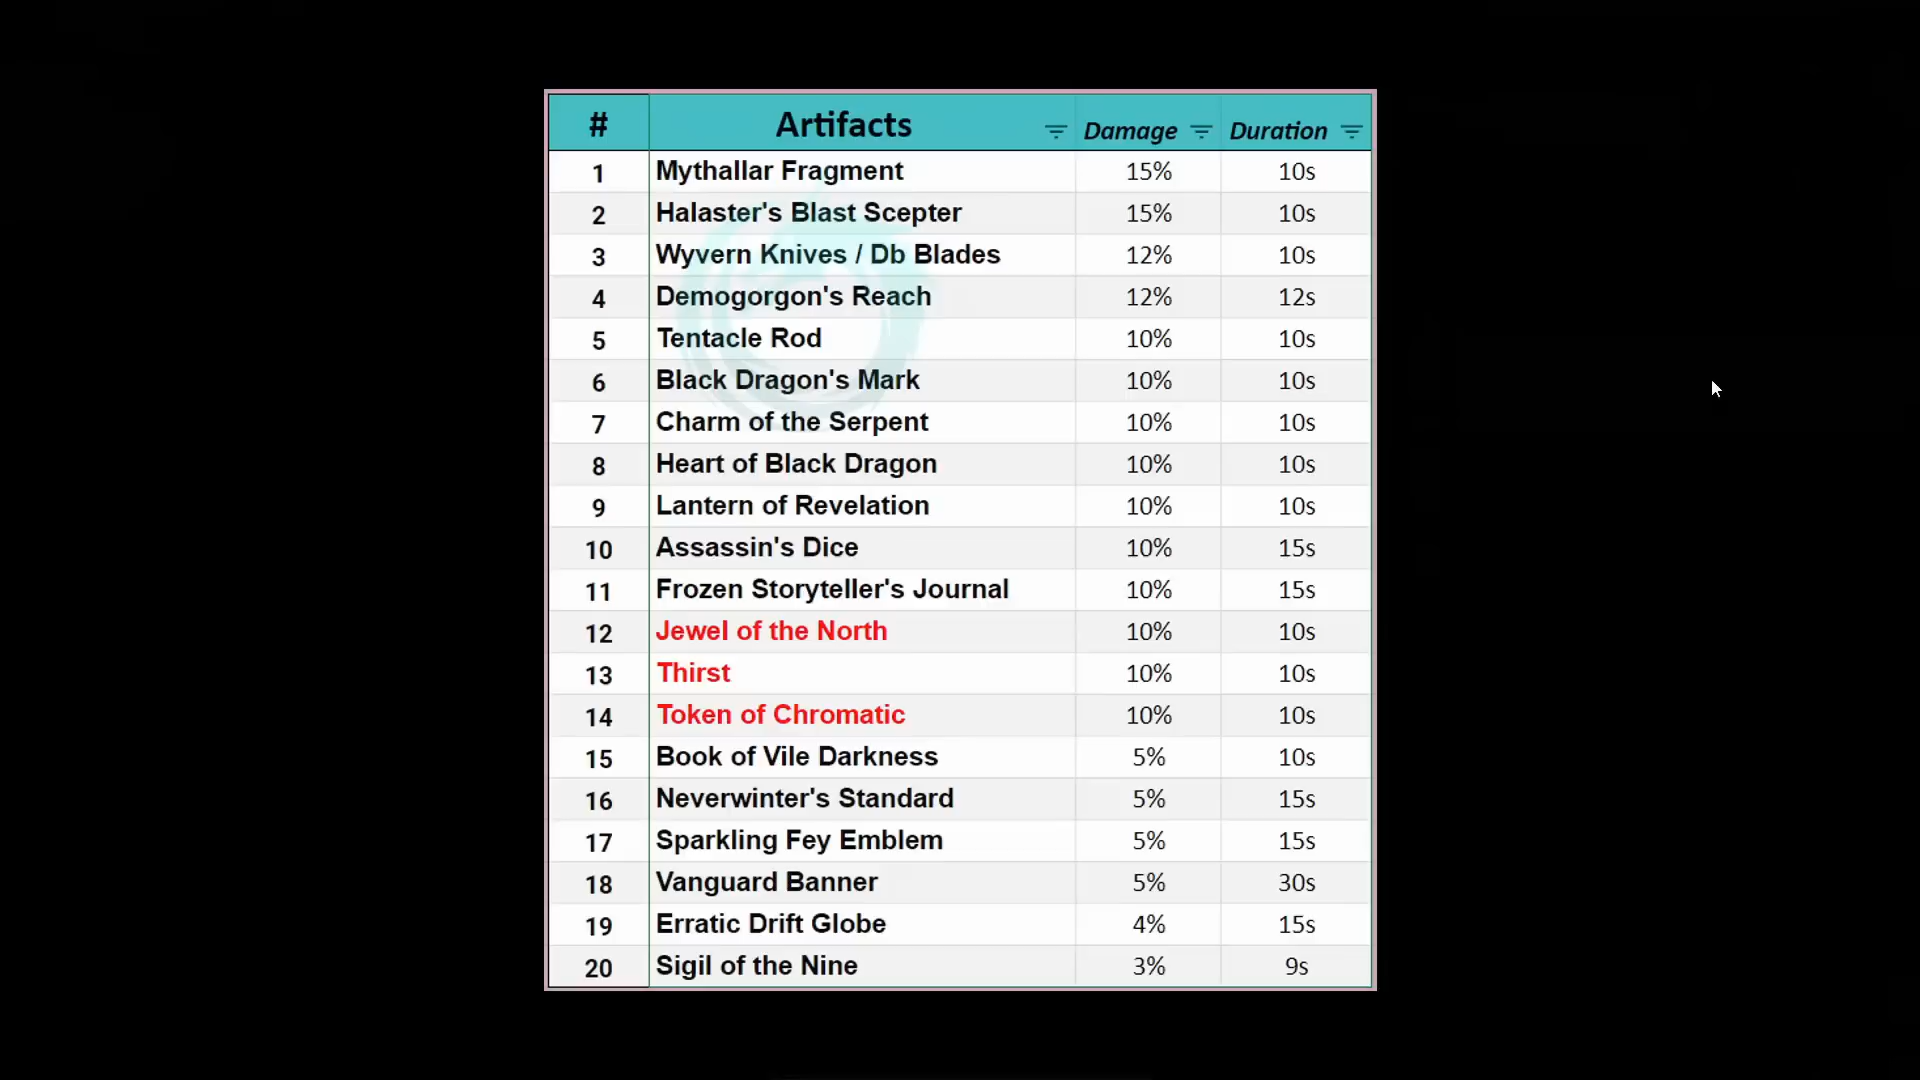 # Artifacts Damage Duration
1 Mythallar Fragment 15% 10s
2 Halaster's Blast Scepter 15% 10s
3 Wyvern Knives / Db Blades 12% 10s
4 Demogorgon's Reach 12% 12s
5 Tentacle Rod 10% 10s
6 Black Dragon's Mark 10% 10s
7 Charm of the Serpent 10% 10s
8 Heart of Black Dragon 10% 10s
9 Lantern of Revelation 10% 10s
10 Assassin's Dice 10% 15s
11 Frozen Storyteller's Journal 10% 15s
12 Jewel of the North 10% 10s
13 Thirst 10% 10s
14 Token of Chromatic 10% 10s
15 Book of Vile Darkness 5% 10s
16 Neverwinter's Standard 5% 15s
17 Sparkling Fey Emblem 5% 15s
18 Vanguard Banner 5% 30s
19 Erratic Drift Globe 4% 15s
20 Sigil of the Nine 3% 9s